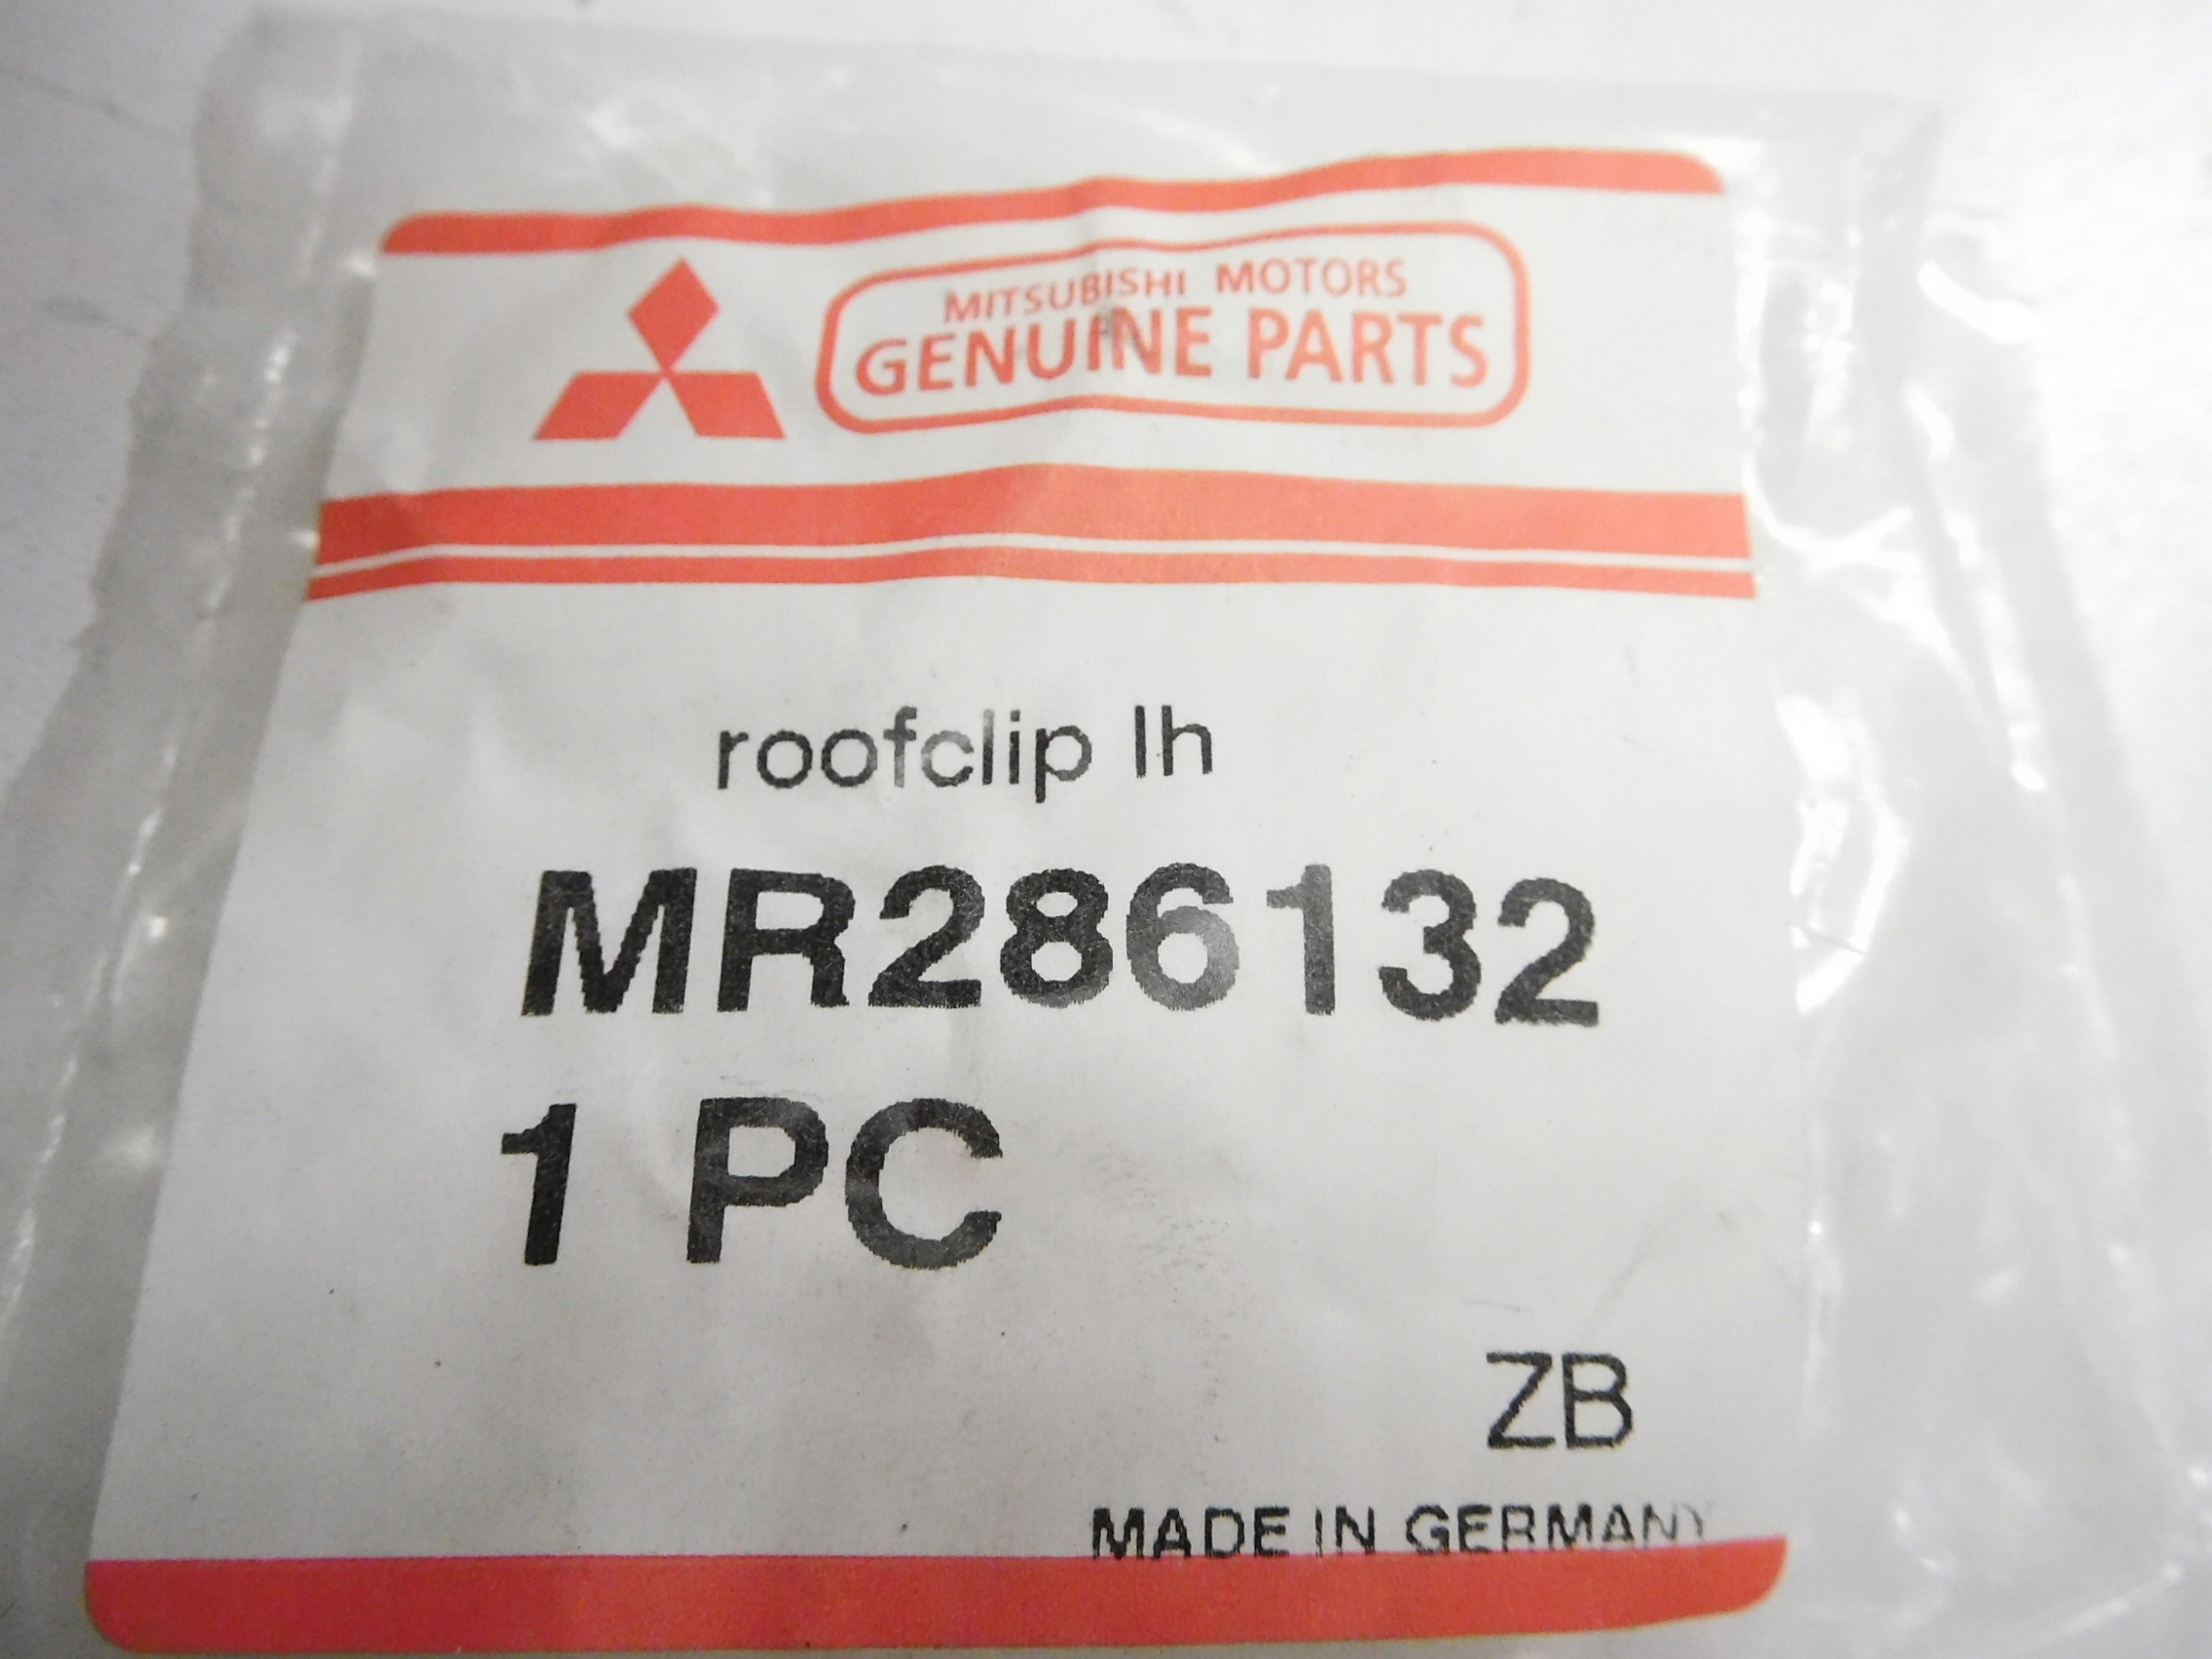 MITSUBISHI MOTORS
GENUINE PARTS
roofclip lh
MR286132
1 PC
ZB
MADE IN GERMANY